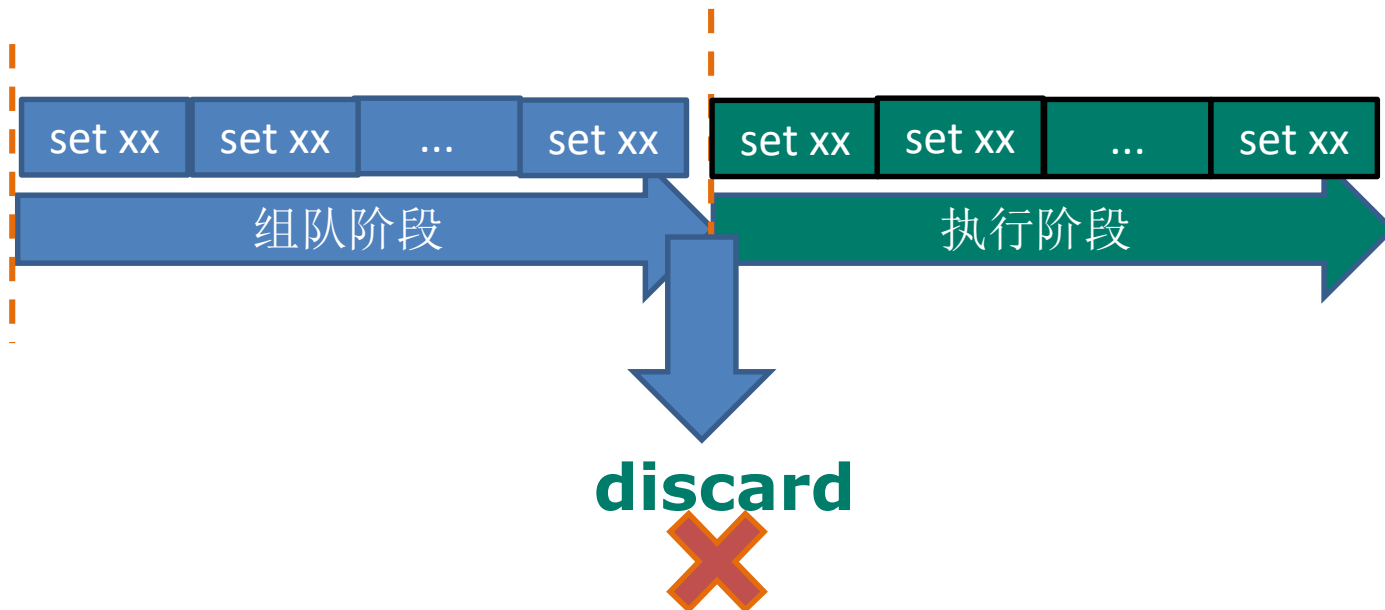 set xx set xx ... set xx set xx set xx ... set xx
组队阶段 执行阶段
discard